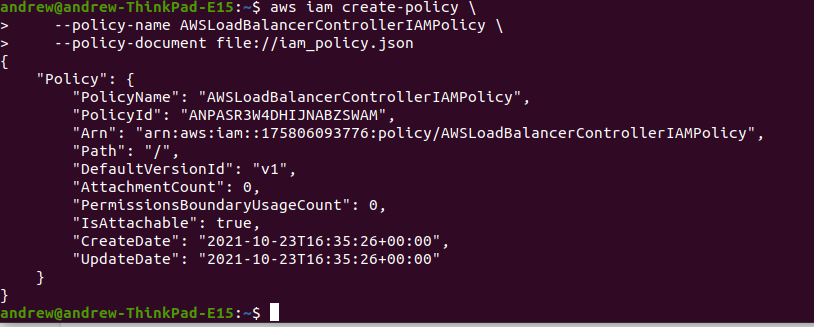 andrew@andrew-ThinkPad-E15:~$ aws iam create-policy \
>     --policy-name AWSLoadBalancerControllerIAMPolicy \
>     --policy-document file://iam_policy.json
{
    "Policy": {
        "PolicyName": "AWSLoadBalancerControllerIAMPolicy",
        "PolicyId": "ANPASR3W4DHIJNABZSWAM",
        "Arn": "arn:aws:iam::175806093776:policy/AWSLoadBalancerControllerIAMPolicy",
        "Path": "/",
        "DefaultVersionId": "v1",
        "AttachmentCount": 0,
        "PermissionsBoundaryUsageCount": 0,
        "IsAttachable": true,
        "CreateDate": "2021-10-23T16:35:26+00:00",
        "UpdateDate": "2021-10-23T16:35:26+00:00"
    }
}
andrew@andrew-ThinkPad-E15:~$